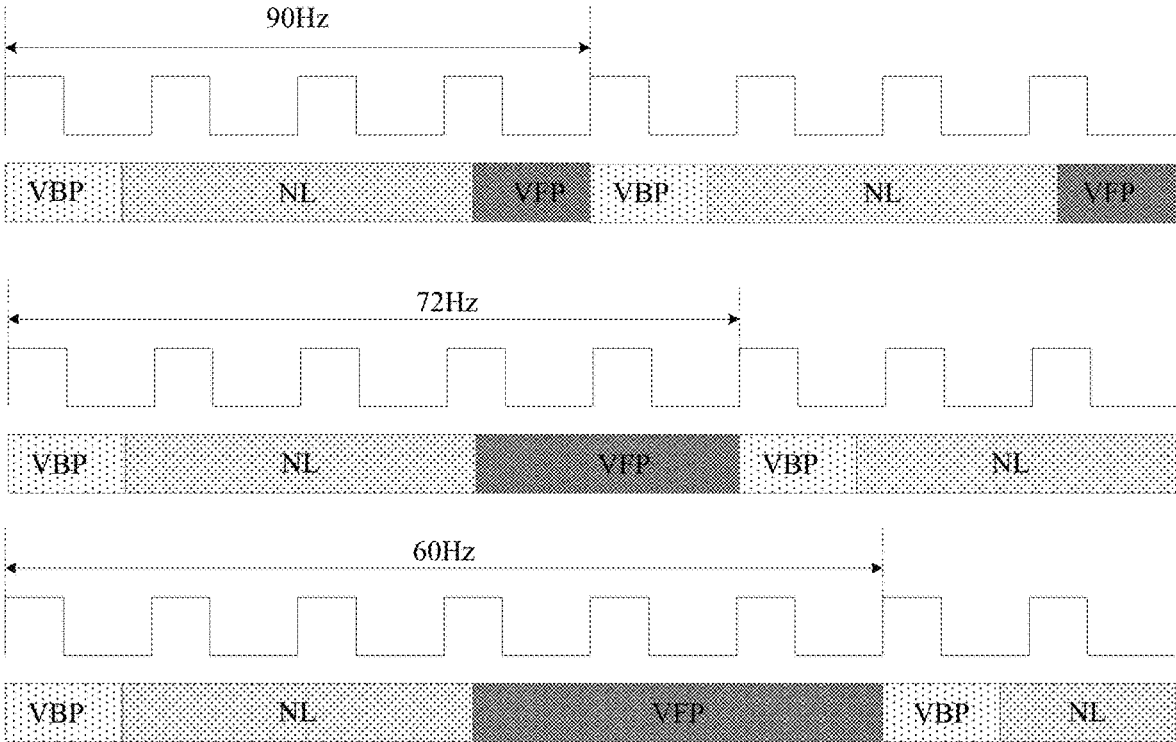 90Hz
VBP NL VFP VBP NL VFP
72Hz
VBP NL VFP VBP NL
60Hz
VBP NL VFP VBP NL